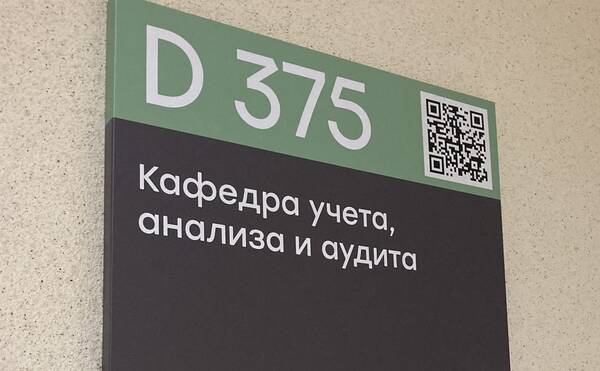 D 375
Кафедра учета,
анализа и аудита